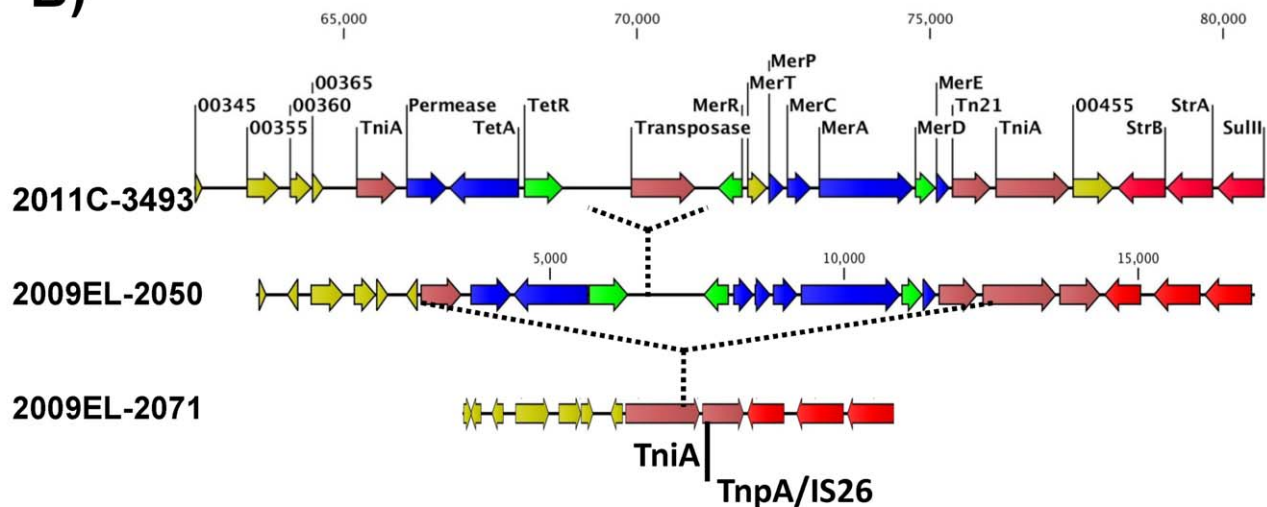 B)
65,000 70,000 75,000 80,000
MerP
00365 MerT MerE
00345 00360 Permease TetR MerR MerC Tn21 00455 StrA
00355 TniA TetA Transposase MerA MerD TniA StrB SulII
2011C-3493
5,000 10,000 15,000
2009EL-2050
2009EL-2071
TniA
TnpA/IS26